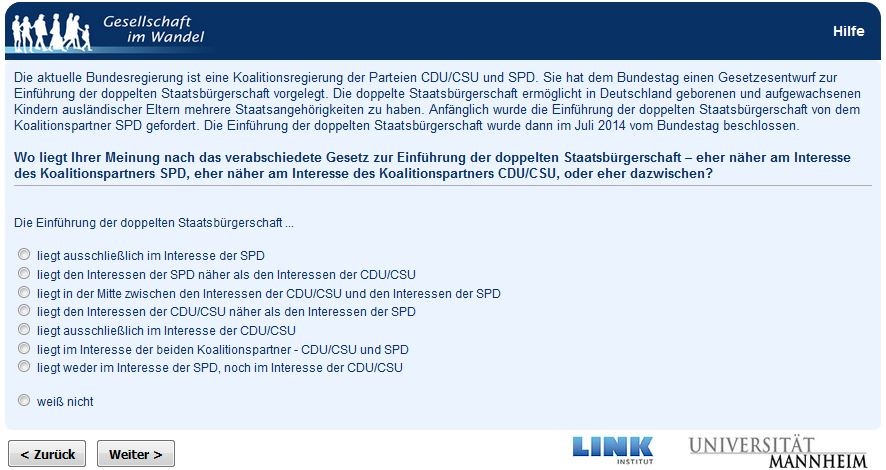 Gesellschaft
im Wandel
Hilfe
Die aktuelle Bundesregierung ist eine Koalitionsregierung der Parteien CDU/CSU und SPD. Sie hat dem Bundestag einen Gesetzesentwurf zur
Einführung der doppelten Staatsbürgerschaft vorgelegt. Die doppelte Staatsbürgerschaft ermöglicht in Deutschland geborenen und aufgewachsenen
Kindern ausländischer Eltern mehrere Staatsangehörigkeiten zu haben. Anfänglich wurde die Einführung der doppelten Staatsbürgerschaft von dem
Koalitionspartner SPD gefordert. Die Einführung der doppelten Staatsbürgerschaft wurde dann im Juli 2014 vom Bundestag beschlossen.
Wo liegt Ihrer Meinung nach das verabschiedete Gesetz zur Einführung der doppelten Staatsbürgerschaft – eher näher am Interesse
des Koalitionspartners SPD, eher näher am Interesse des Koalitionspartners CDU/CSU, oder eher dazwischen?
Die Einführung der doppelten Staatsbürgerschaft ...
liegt ausschließlich im Interesse der SPD
liegt den Interessen der SPD näher als den Interessen der CDU/CSU
liegt in der Mitte zwischen den Interessen der CDU/CSU und den Interessen der SPD
liegt den Interessen der CDU/CSU näher als den Interessen der SPD
liegt ausschließlich im Interesse der CDU/CSU
liegt im Interesse der beiden Koalitionspartner - CDU/CSU und SPD
liegt weder im Interesse der SPD, noch im Interesse der CDU/CSU
weiß nicht
< Zurück
Weiter >
LINK
INSTITUT
UNIVERSITÄT
MANNHEIM